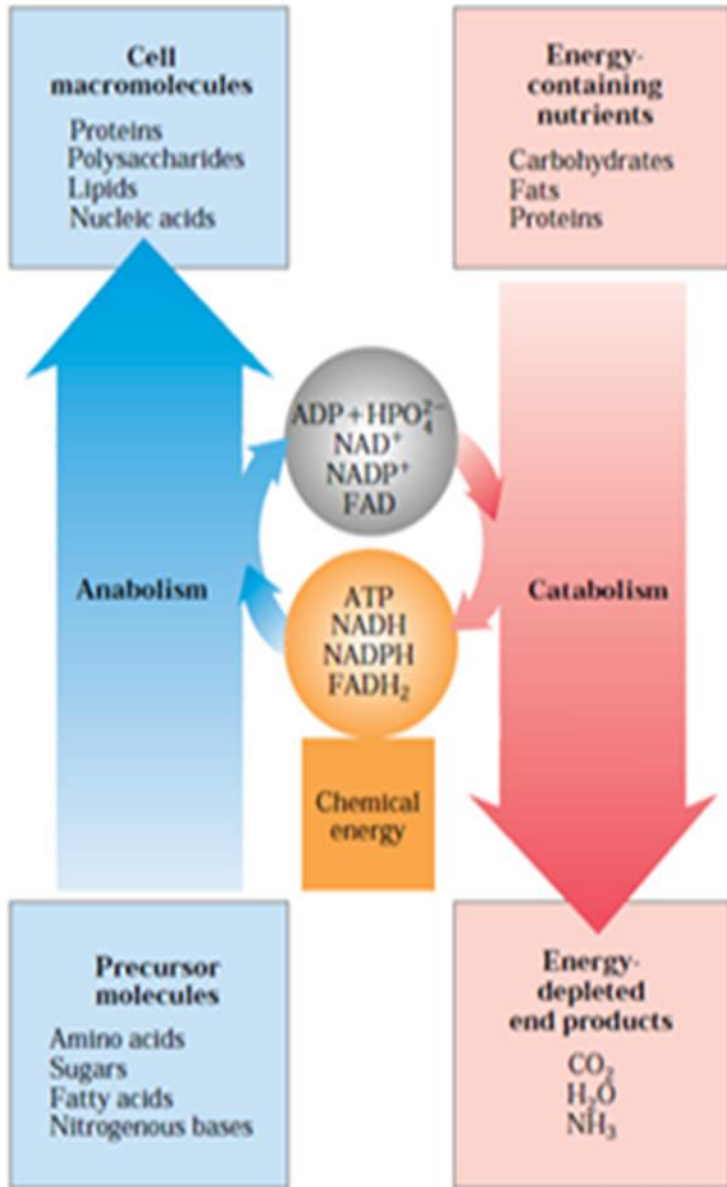 Cell
macromolecules
Proteins
Polysaccharides
Lipids
Nucleic acids
Energy-
containing
nutrients
Carbohydrates
Fats
Proteins
ADP + HPO₄²⁻
NAD⁺
NADP⁺
FAD
Anabolism
ATP
NADH
NADPH
FADH₂
Catabolism
Chemical
energy
Precursor
molecules
Amino acids
Sugars
Fatty acids
Nitrogenous bases
Energy-
depleted
end products
CO₂
H₂O
NH₃